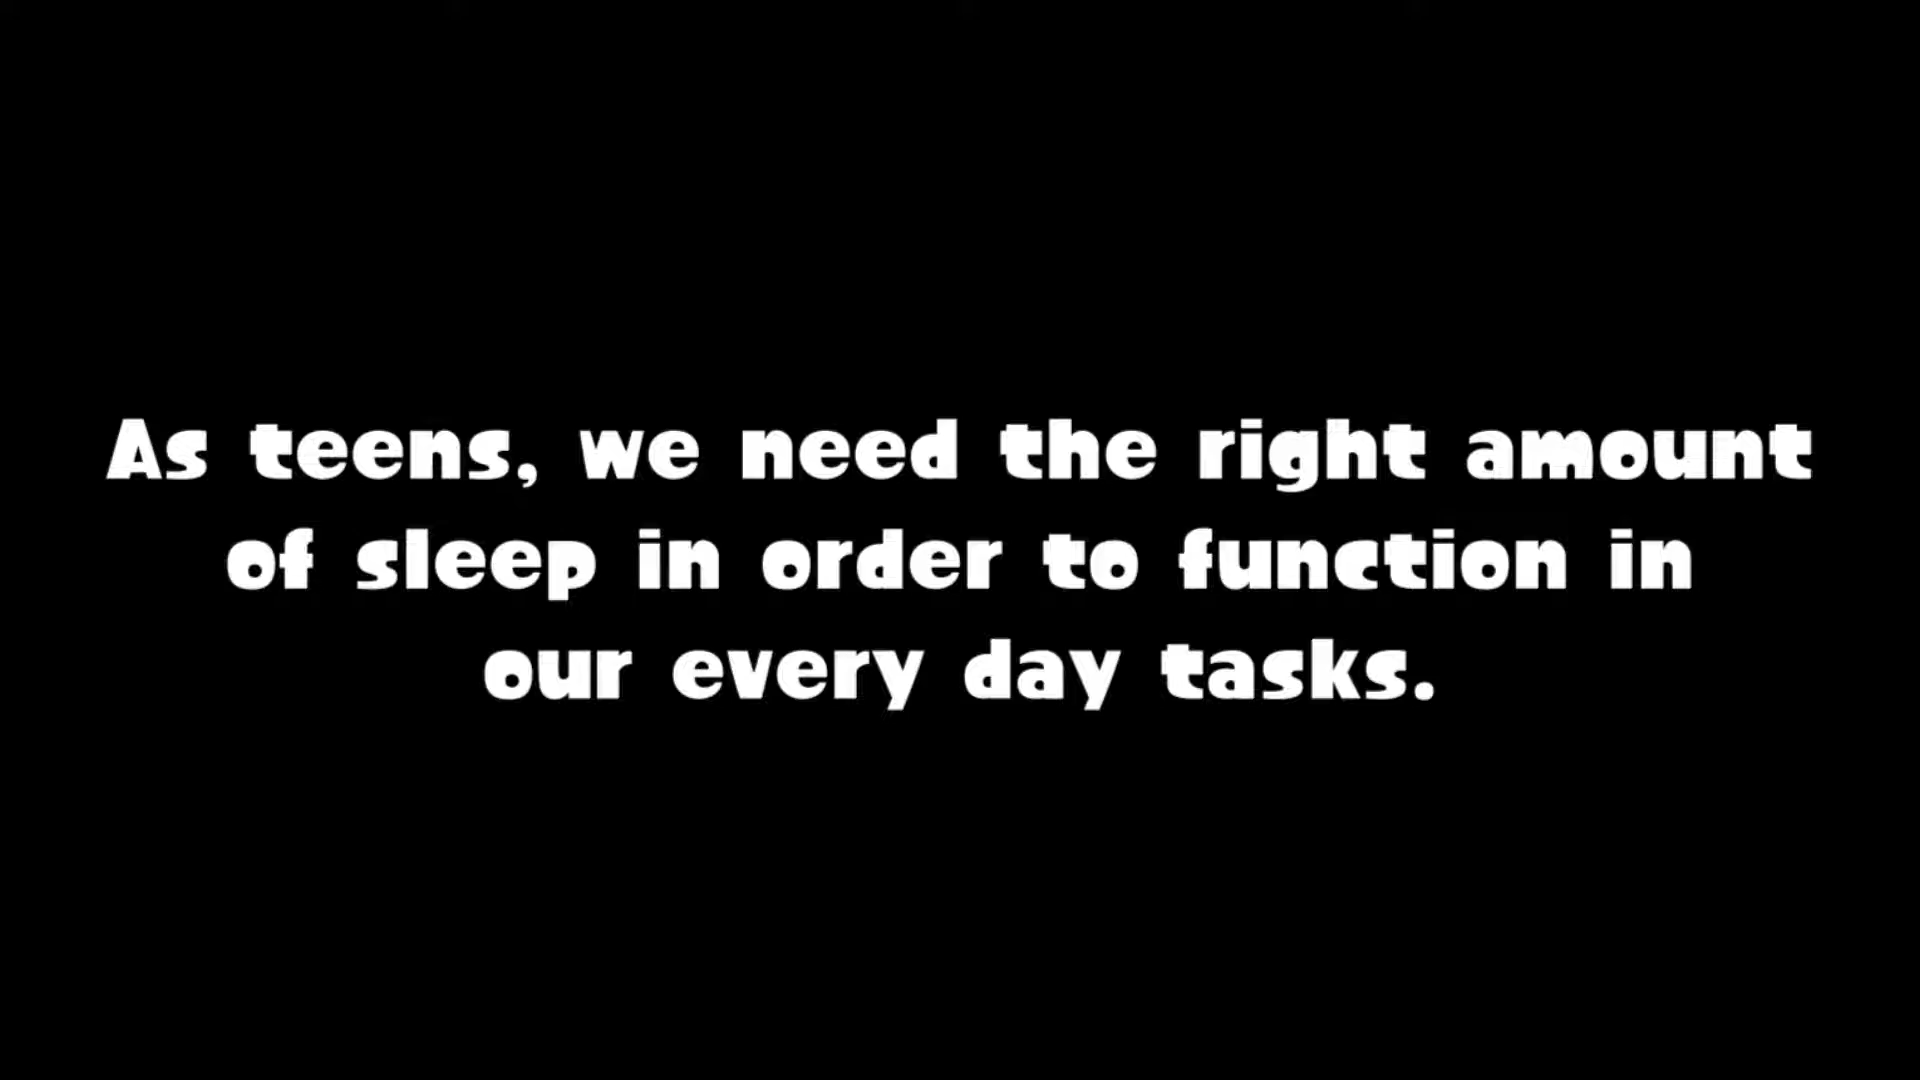 As teens, we need the right amount
of sleep in order to function in
our every day tasks.